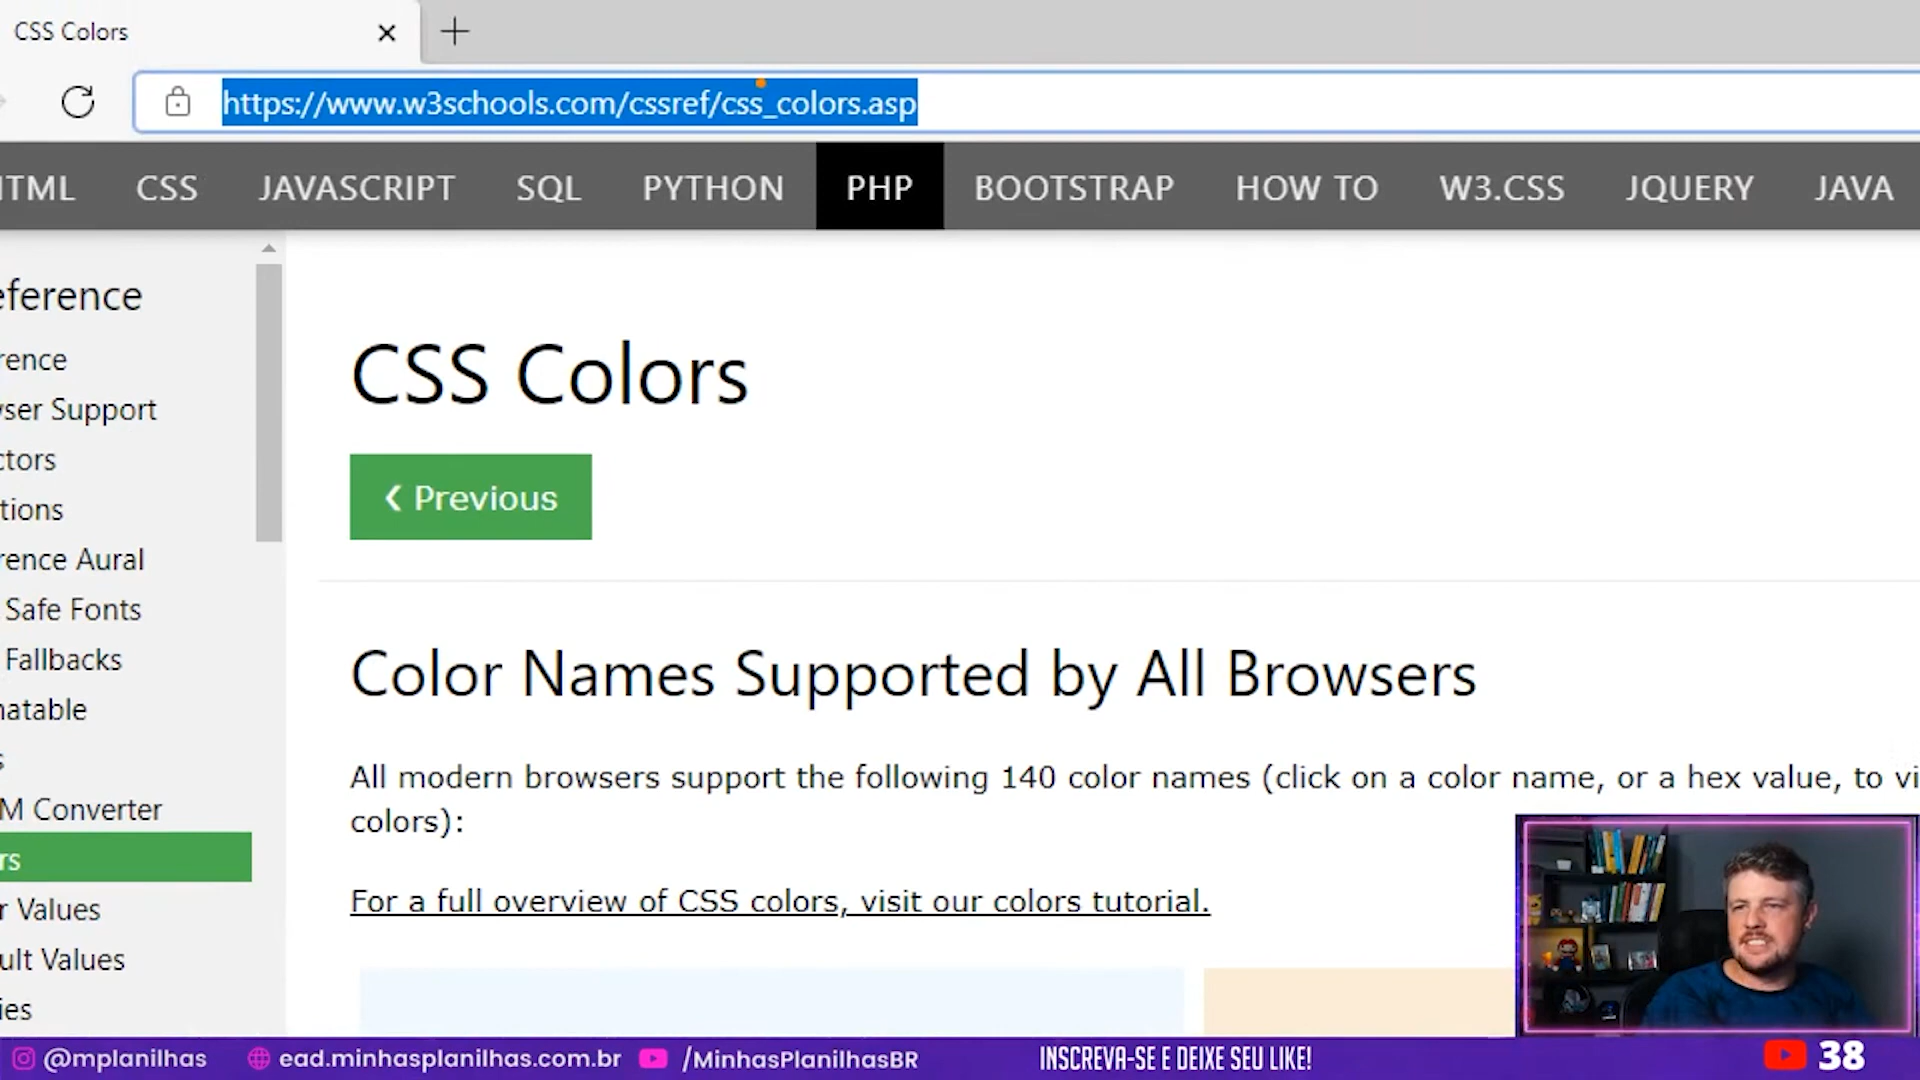 CSS Colors
https://www.w3schools.com/cssref/css_colors.asp
HTML CSS JAVASCRIPT SQL PYTHON PHP BOOTSTRAP HOW TO W3.CSS JQUERY JAVA
eference
rence
wser Support
ctors
tions
rence Aural
Safe Fonts
Fallbacks
matable
s
M Converter
rs
r Values
ult Values
ies
CSS Colors
❮ Previous
Color Names Supported by All Browsers
All modern browsers support the following 140 color names (click on a color name, or a hex value, to vi
colors):
For a full overview of CSS colors, visit our colors tutorial.
@mplanilhas ead.minhasplanilhas.com.br /MinhasPlanilhasBR INSCREVA-SE E DEIXE SEU LIKE! 38